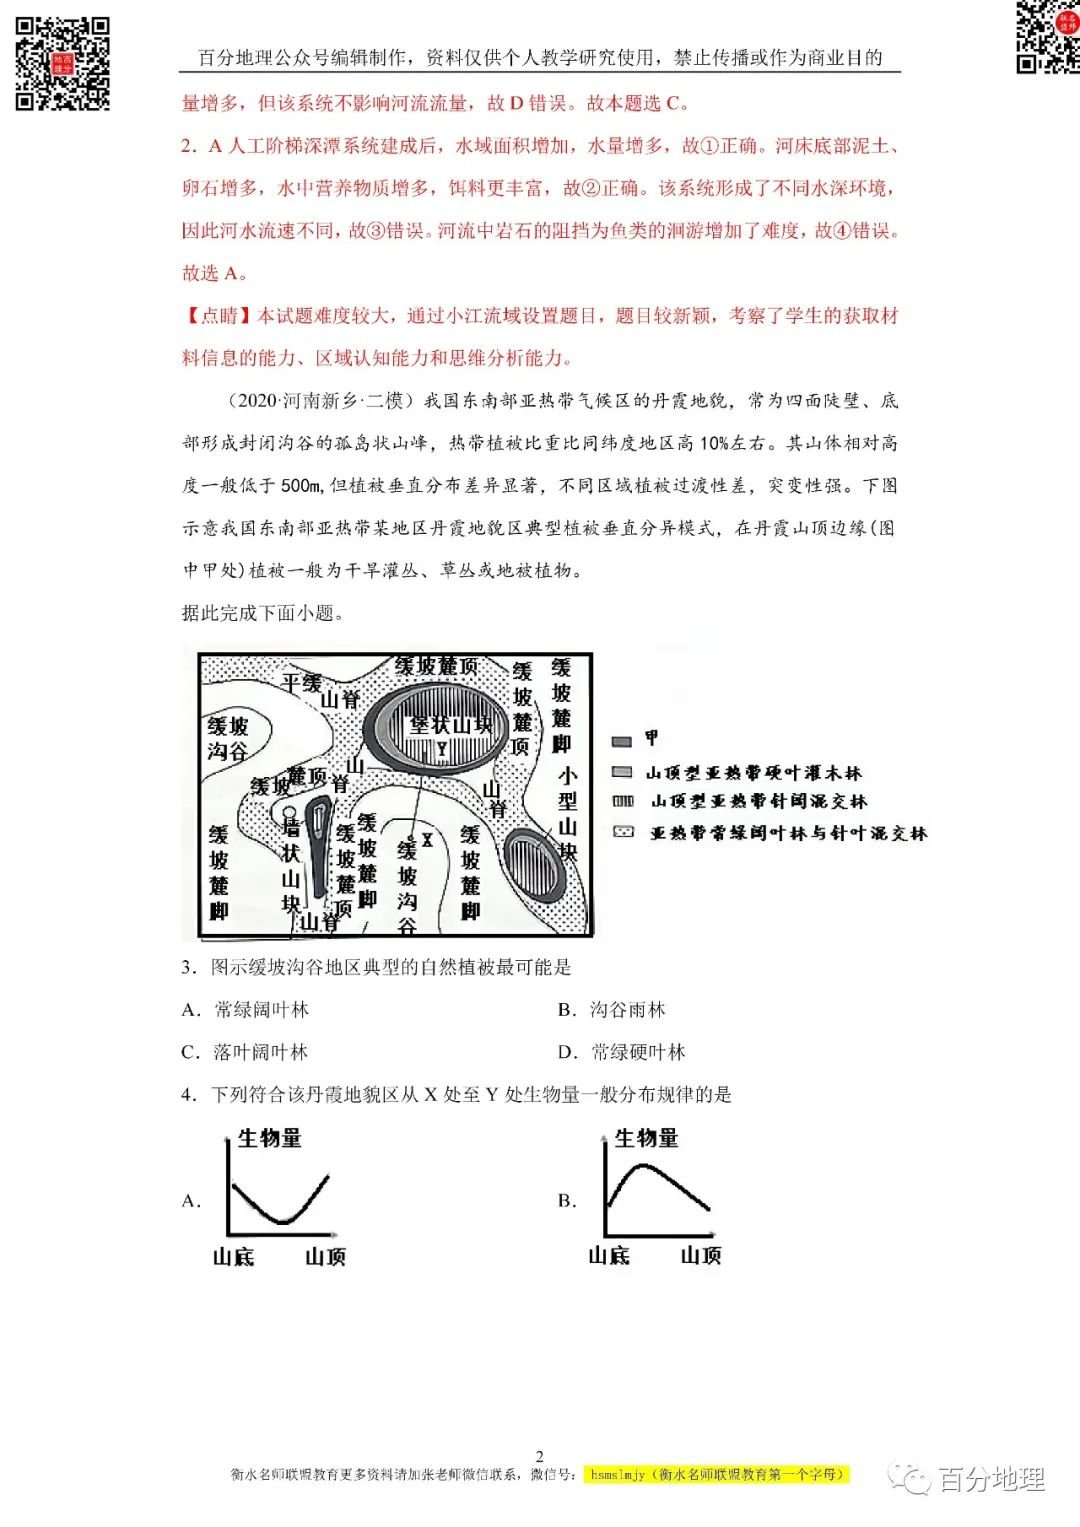 百分地理公众号编辑制作，资料仅供个人教学研究使用，禁止传播或作为商业目的
量增多，但该系统不影响河流流量，故 D 错误。故本题选 C。
2．A 人工阶梯深潭系统建成后，水域面积增加，水量增多，故①正确。河床底部泥土、
卵石增多，水中营养物质增多，饵料更丰富，故②正确。该系统形成了不同水深环境，
因此河水流速不同，故③错误。河流中岩石的阻挡为鱼类的洄游增加了难度，故④错误。
故选 A。
【点睛】本试题难度较大，通过小江流域设置题目，题目较新颖，考察了学生的获取材
料信息的能力、区域认知能力和思维分析能力。
（2020·河南新乡·二模）我国东南部亚热带气候区的丹霞地貌，常为四面陡壁、底
部形成封闭沟谷的孤岛状山峰，热带植被比重比同纬度地区高 10%左右。其山体相对高
度一般低于 500m,但植被垂直分布差异显著，不同区域植被过渡性差，突变性强。下图
示意我国东南部亚热带某地区丹霞地貌区典型植被垂直分异模式，在丹霞山顶边缘(图
中甲处)植被一般为干旱灌丛、草丛或地被植物。
据此完成下面小题。
平缓山脊
缓坡麓顶
缓坡麓顶
缓坡麓脚
缓坡沟谷
堡状山块
Y
缓坡麓顶
山脊
山脊
小型山块
墙状山块
缓坡麓脚
缓坡麓顶
缓坡麓脚
X
缓坡沟谷
缓坡麓脚
山脊
甲
山顶型亚热带硬叶灌木林
山顶型亚热带针阔混交林
亚热带常绿阔叶林与针叶混交林
3．图示缓坡沟谷地区典型的自然植被最可能是
A．常绿阔叶林 B．沟谷雨林
C．落叶阔叶林 D．常绿硬叶林
4．下列符合该丹霞地貌区从 X 处至 Y 处生物量一般分布规律的是
A．
生物量
山底 山顶
B．
生物量
山底 山顶
2
衡水名师联盟教育更多资料请加张老师微信联系，微信号： hsmslmjy（衡水名师联盟教育第一个字母）
百分地理